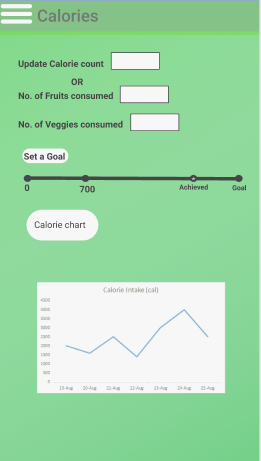 Calories
Update Calorie count
OR
No. of Fruits consumed
No. of Veggies consumed
Set a Goal
0 700 Achieved Goal
Calorie chart
Calorie Intake (cal)
4500
4000
3500
3000
2500
2000
1500
1000
500
0
19-Aug 20-Aug 21-Aug 22-Aug 23-Aug 24-Aug 25-Aug